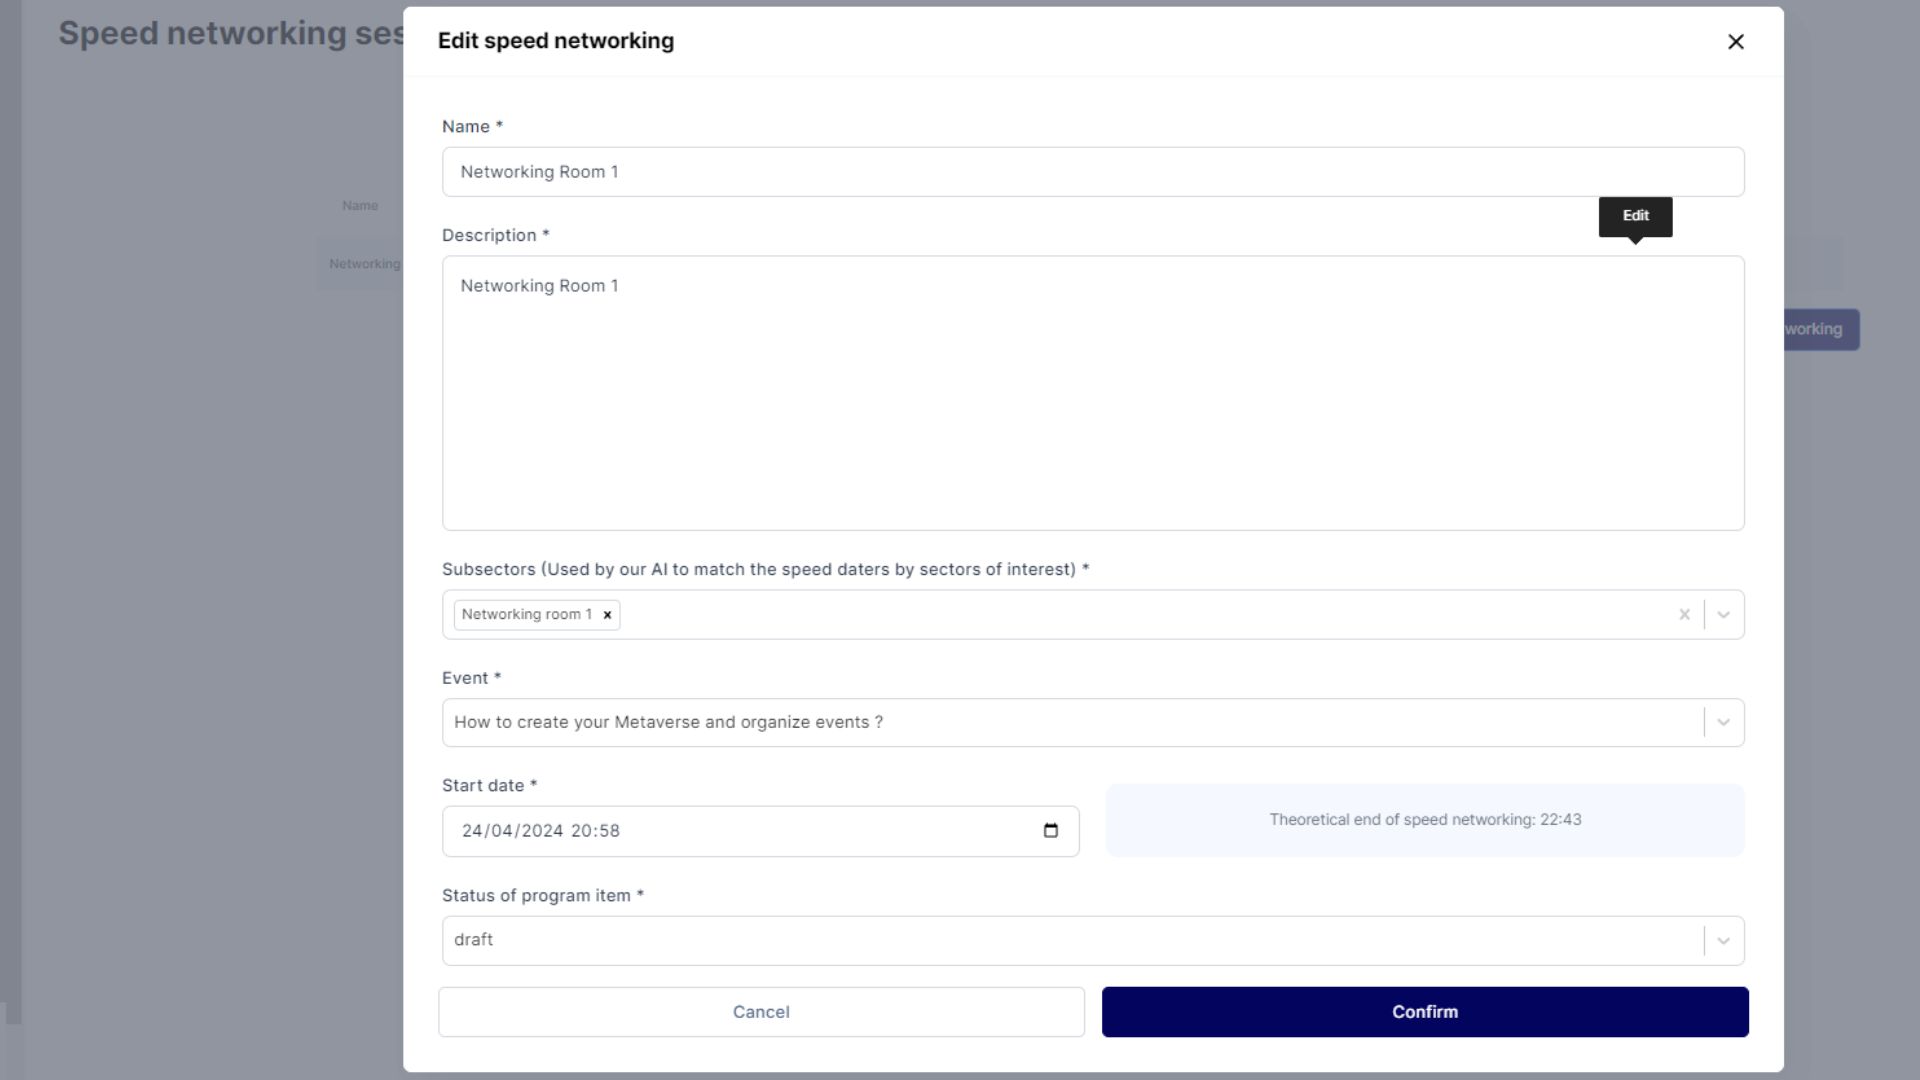 Speed networking ses
Edit speed networking
Name *
Networking Room 1
Name
Edit
Description *
Networking
Networking Room 1
working
Subsectors (Used by our AI to match the speed daters by sectors of interest) *
Networking room 1
Event *
How to create your Metaverse and organize events ?
Start date *
24/04/2024 20:58
Theoretical end of speed networking: 22:43
Status of program item *
draft
Cancel
Confirm